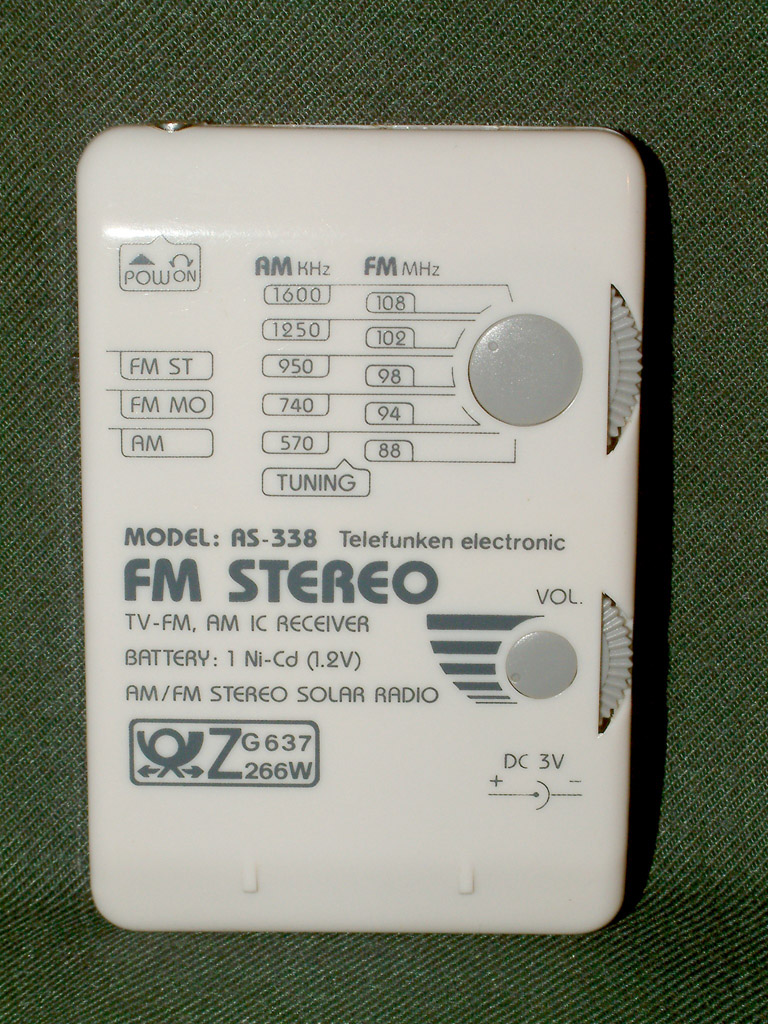 POW ON
AM KHz FM MHz
1600 108
1250 102
FM ST 950 98
FM MO 740 94
AM 570 88
TUNING
MODEL: AS-338 Telefunken electronic
FM STEREO
VOL.
TV-FM, AM IC RECEIVER
BATTERY: 1 Ni-Cd (1.2V)
AM/FM STEREO SOLAR RADIO
Z G637
266W
DC 3V
+ −